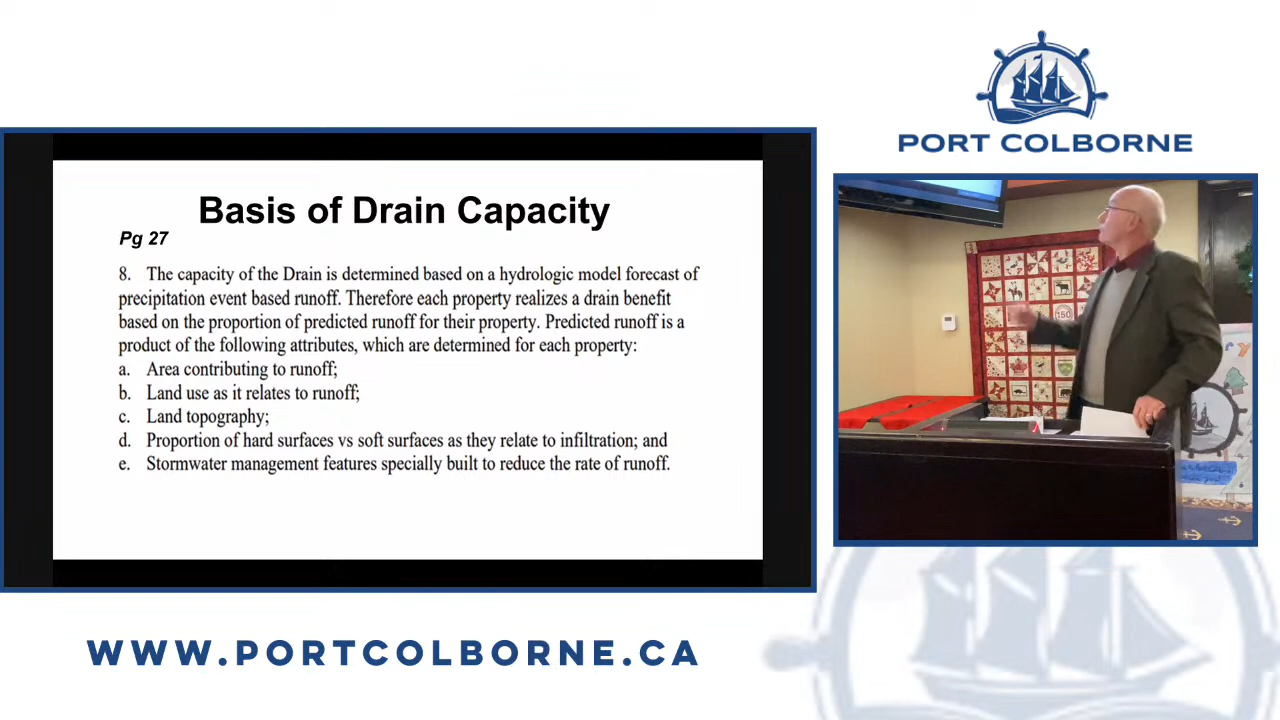 PORT COLBORNE
Basis of Drain Capacity
Pg 27
8. The capacity of the Drain is determined based on a hydrologic model forecast of
precipitation event based runoff. Therefore each property realizes a drain benefit
based on the proportion of predicted runoff for their property. Predicted runoff is a
product of the following attributes, which are determined for each property:
a. Area contributing to runoff;
b. Land use as it relates to runoff;
c. Land topography;
d. Proportion of hard surfaces vs soft surfaces as they relate to infiltration; and
e. Stormwater management features specially built to reduce the rate of runoff.
150
WWW.PORTCOLBORNE.CA